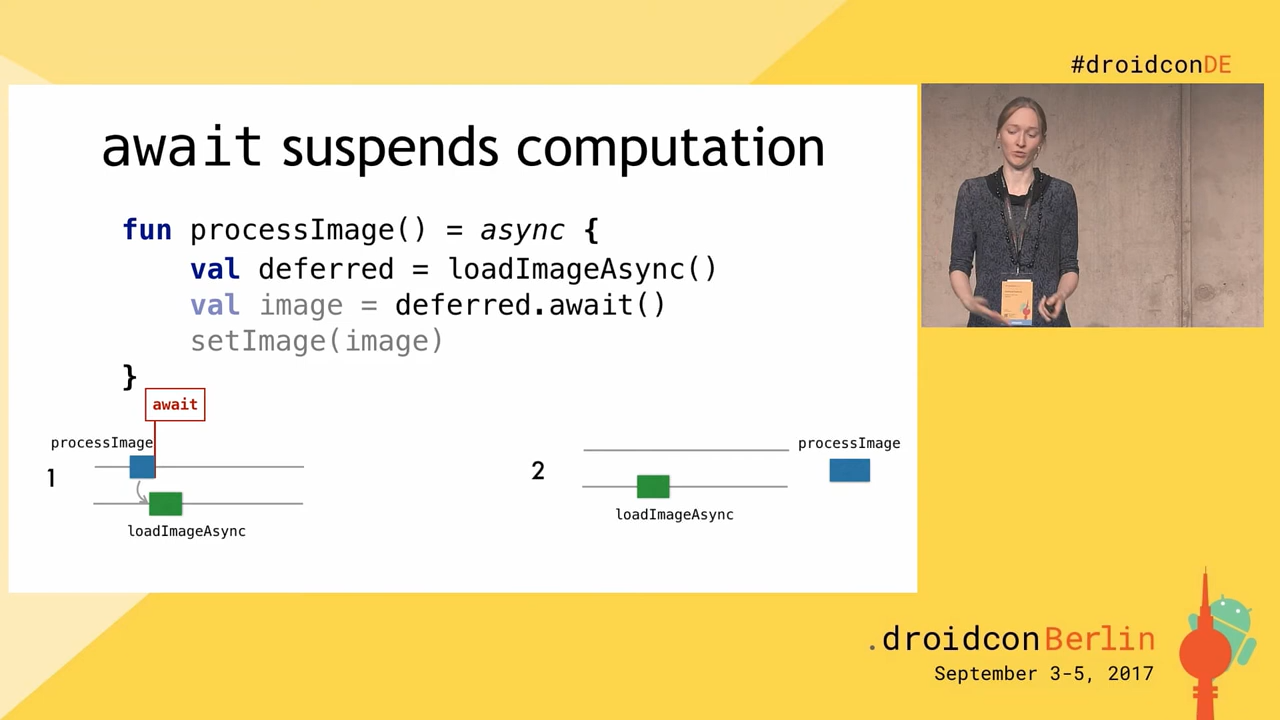 #droidconDE
await suspends computation
fun processImage() = async {
val deferred = loadImageAsync()
val image = deferred.await()
setImage(image)
}
await
processImage
1
loadImageAsync
processImage
2
loadImageAsync
.droidconBerlin
September 3-5, 2017